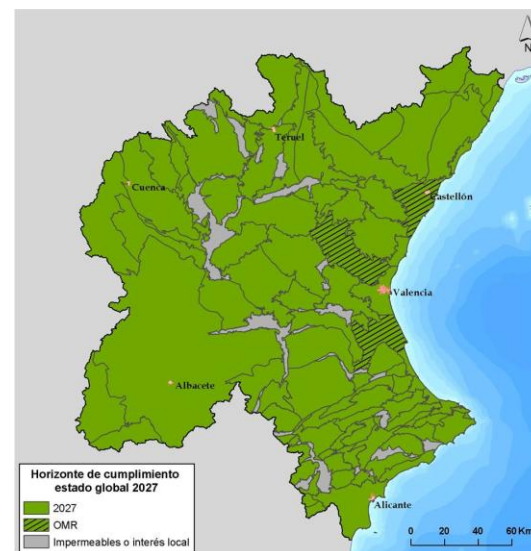 N
Teruel
Cuenca
Castellón
Valencia
Albacete
Alicante
Horizonte de cumplimiento
estado global 2027
2027
OMR
Impermeables o interés local
0 20 40 60 Km